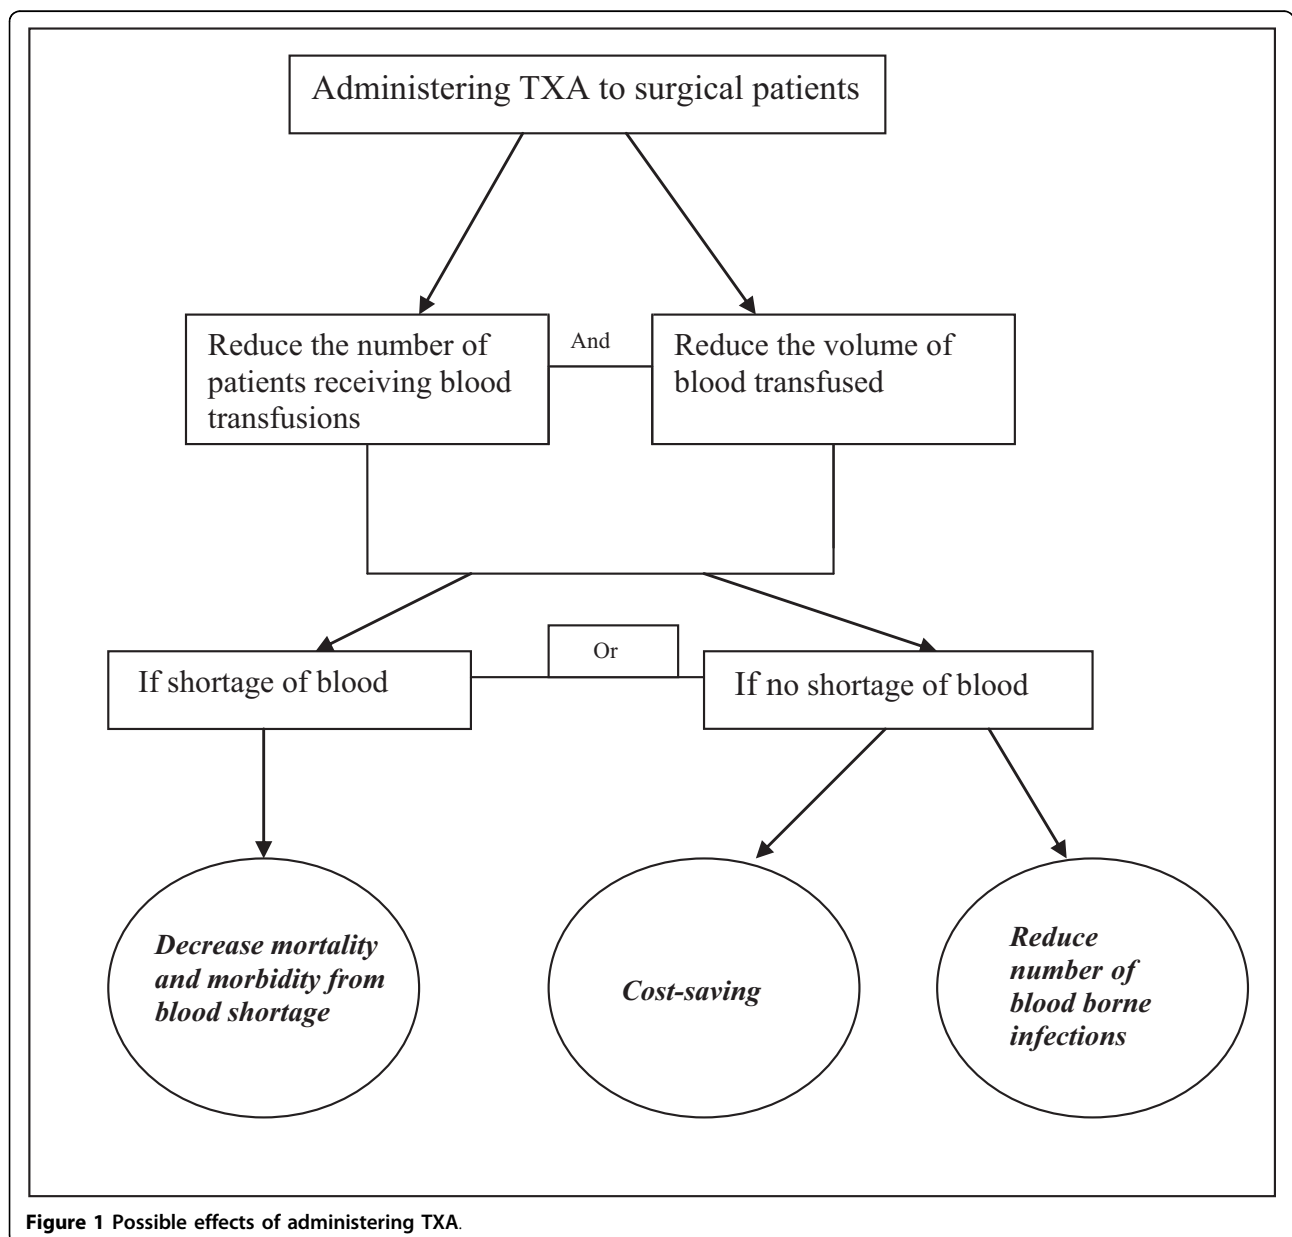 Administering TXA to surgical patients
Reduce the number of
patients receiving blood
transfusions
And
Reduce the volume of
blood transfused
If shortage of blood
Or
If no shortage of blood
Decrease mortality
and morbidity from
blood shortage
Cost-saving
Reduce
number of
blood borne
infections
Figure 1 Possible effects of administering TXA.